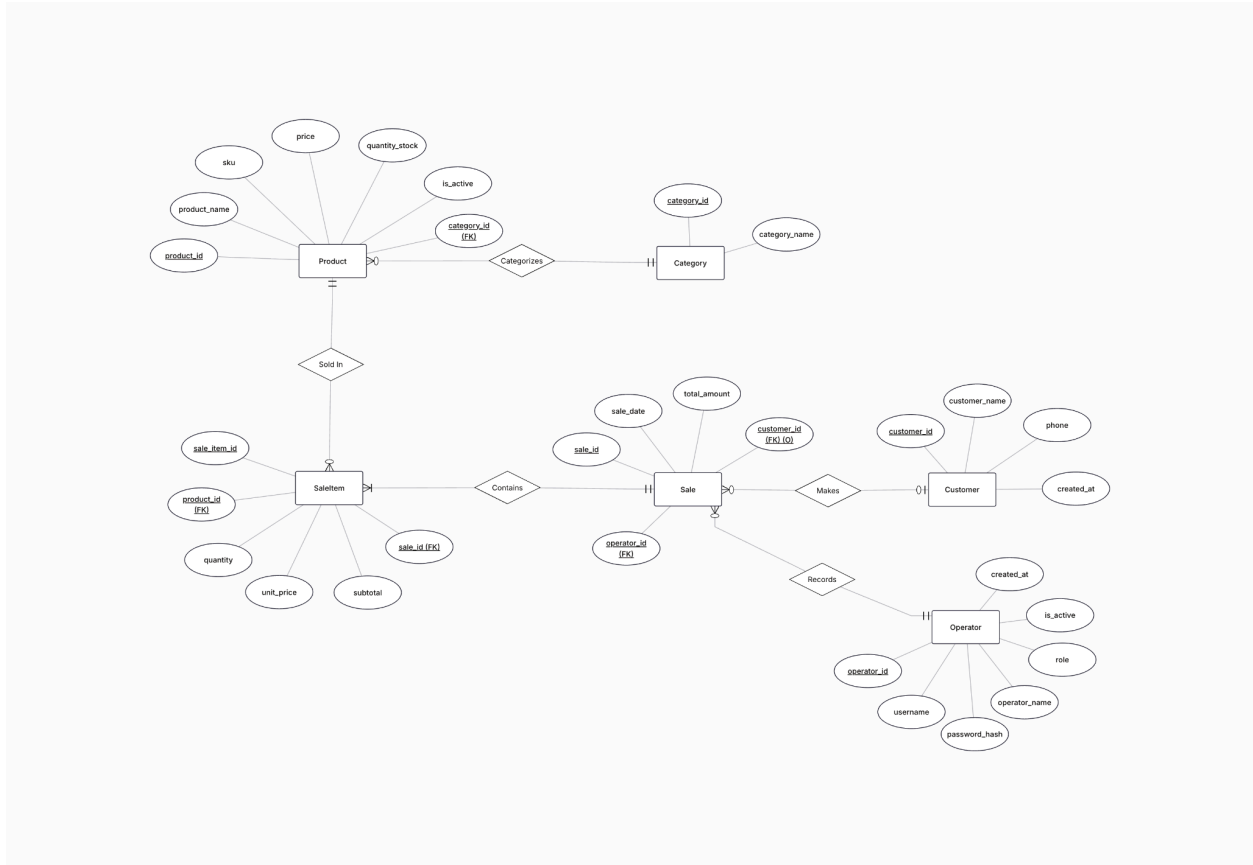 price
quantity_stock
sku
is_active
category_id
category_id
(FK)
product_name
category_name
product_id
Product
Categorizes
Category
Sold In
total_amount
customer_name
sale_date
phone
customer_id
(FK) (O)
customer_id
sale_item_id
sale_id
SaleItem
Contains
Sale
Makes
Customer
created_at
product_id
(FK)
sale_id (FK)
operator_id
(FK)
quantity
unit_price
subtotal
Records
created_at
is_active
Operator
role
operator_id
operator_name
username
password_hash